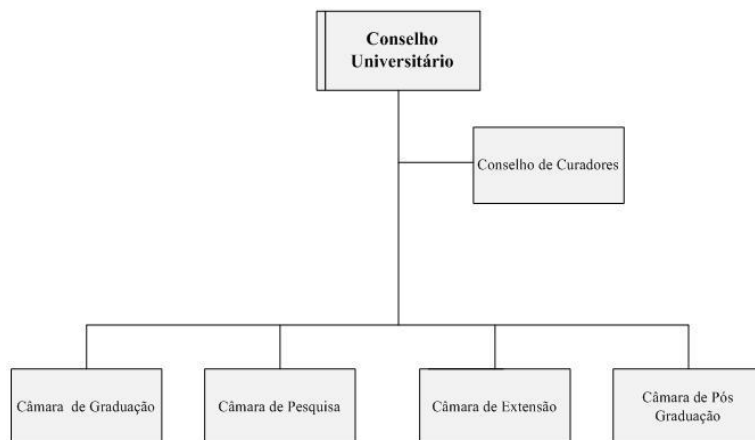 Conselho
Universitário
Conselho de Curadores
Câmara de Graduação
Câmara de Pesquisa
Câmara de Extensão
Câmara de Pós
Graduação